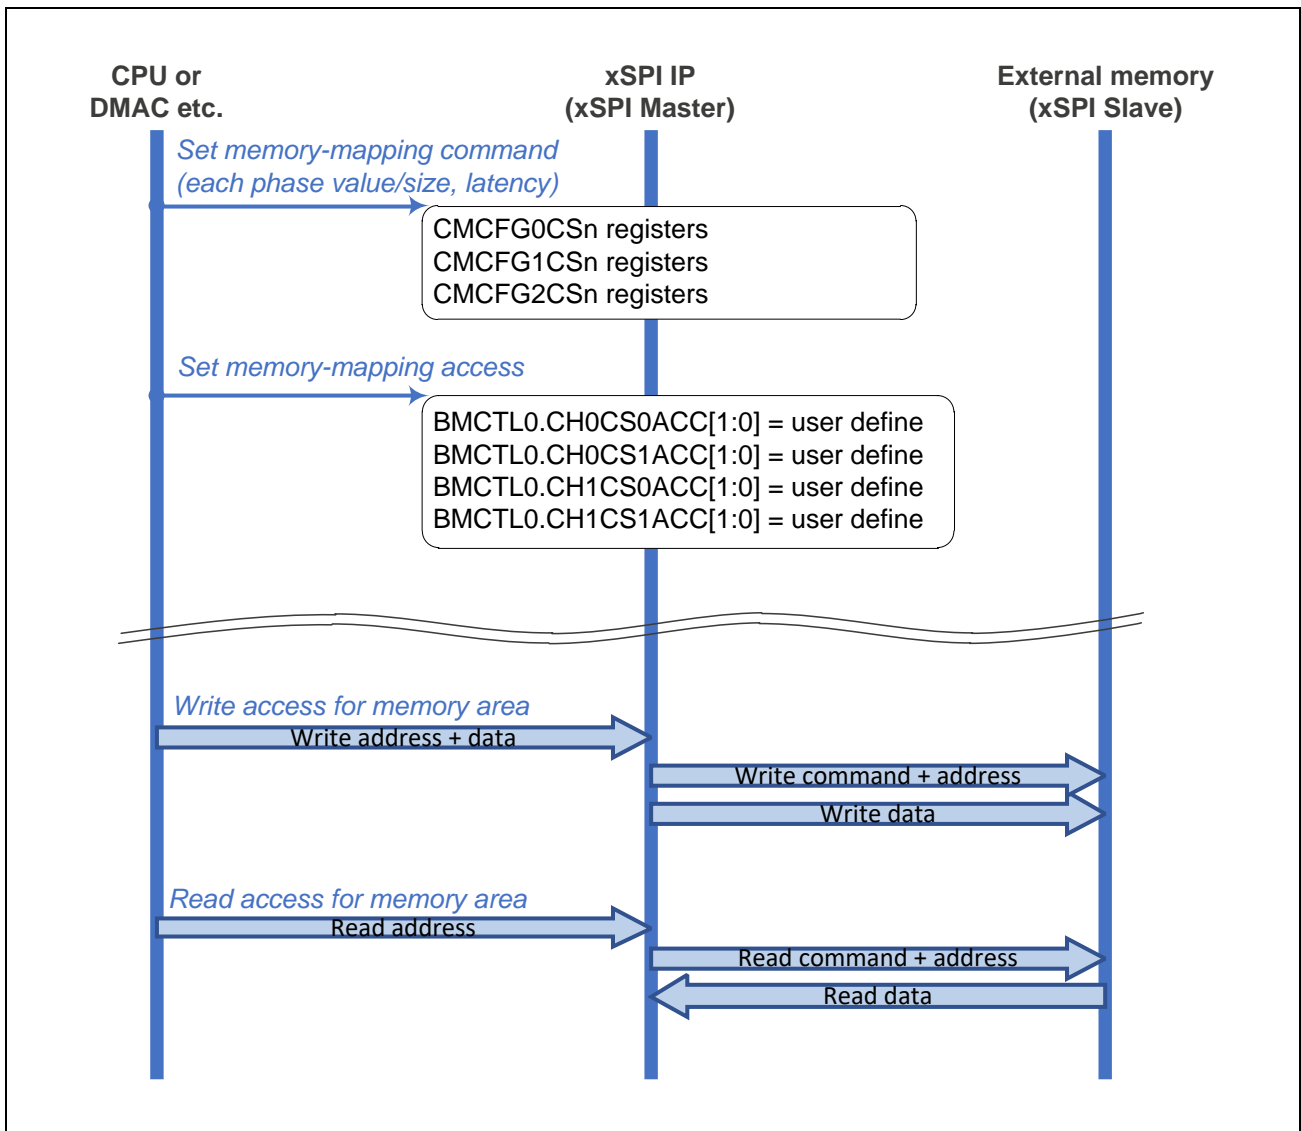 CPU or
DMAC etc.
xSPI IP
(xSPI Master)
External memory
(xSPI Slave)
Set memory-mapping command
(each phase value/size, latency)
CMCFG0CSn registers
CMCFG1CSn registers
CMCFG2CSn registers
Set memory-mapping access
BMCTL0.CH0CS0ACC[1:0] = user define
BMCTL0.CH0CS1ACC[1:0] = user define
BMCTL0.CH1CS0ACC[1:0] = user define
BMCTL0.CH1CS1ACC[1:0] = user define
Write access for memory area
Write address + data
Write command + address
Write data
Read access for memory area
Read address
Read command + address
Read data